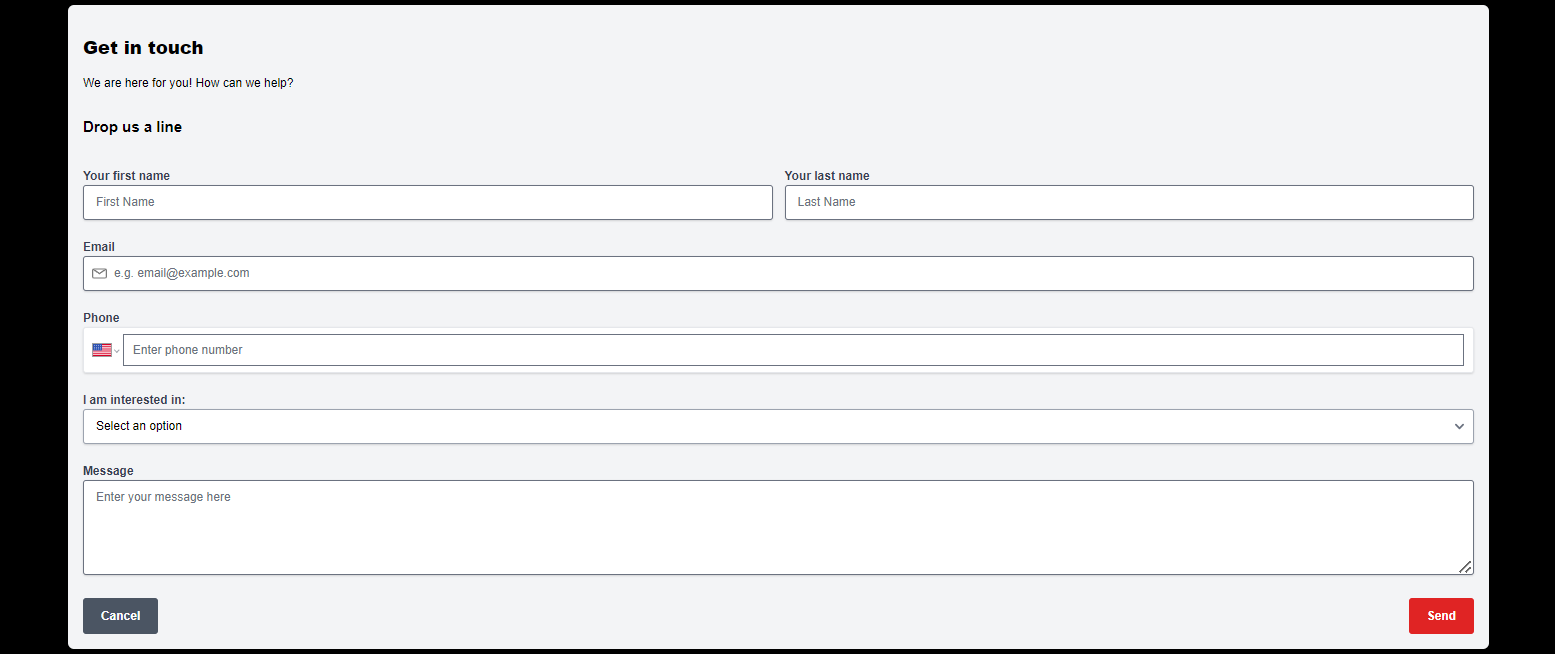 Get in touch
We are here for you! How can we help?
Drop us a line
Your first name
First Name
Your last name
Last Name
Email
e.g. email@example.com
Phone
Enter phone number
I am interested in:
Select an option
Message
Enter your message here
Cancel
Send